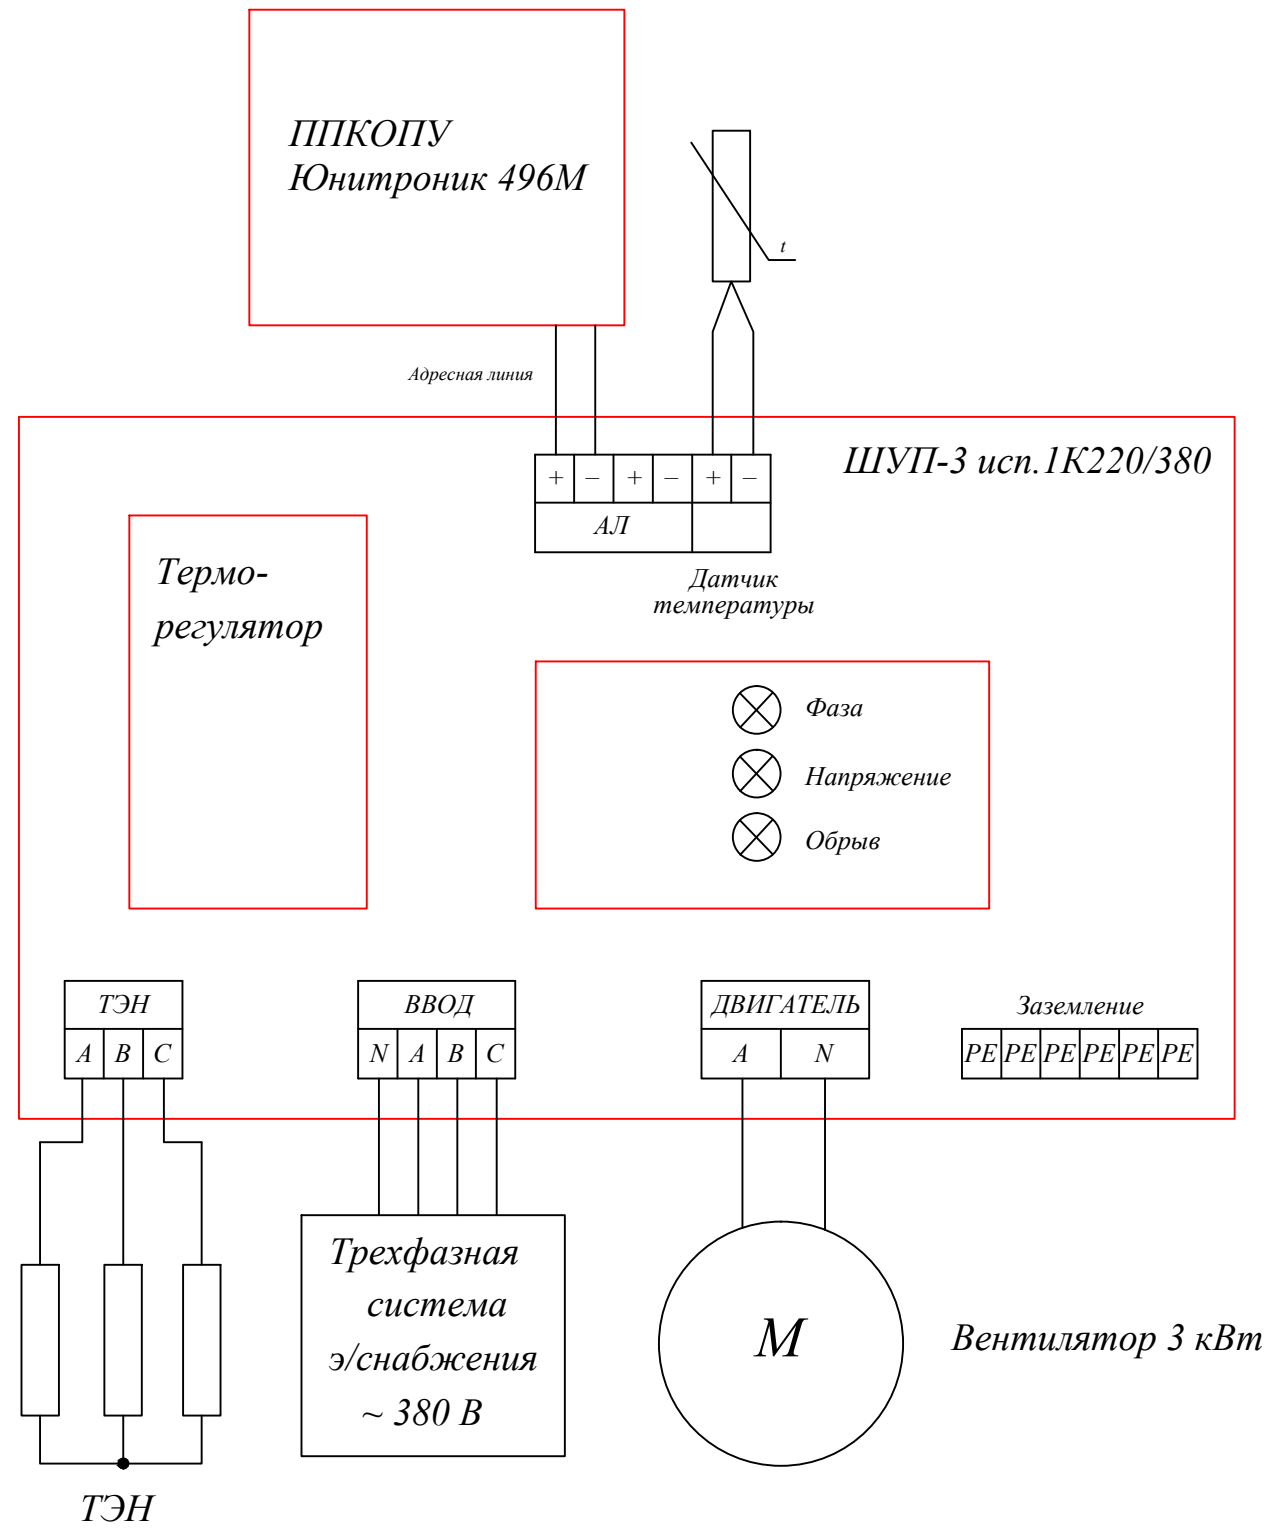 ППКОПУ
Юнитроник 496М
t
Адресная линия
ШУП-3 исп.1К220/380
+ – + – + –
АЛ
Датчик
температуры
Термо-
регулятор
Фаза
Напряжение
Обрыв
ТЭН
A B C
ВВОД
N A B C
ДВИГАТЕЛЬ
A N
Заземление
PE PE PE PE PE PE
Трехфазная
система
э/снабжения
~ 380 В
М
Вентилятор 3 кВт
ТЭН